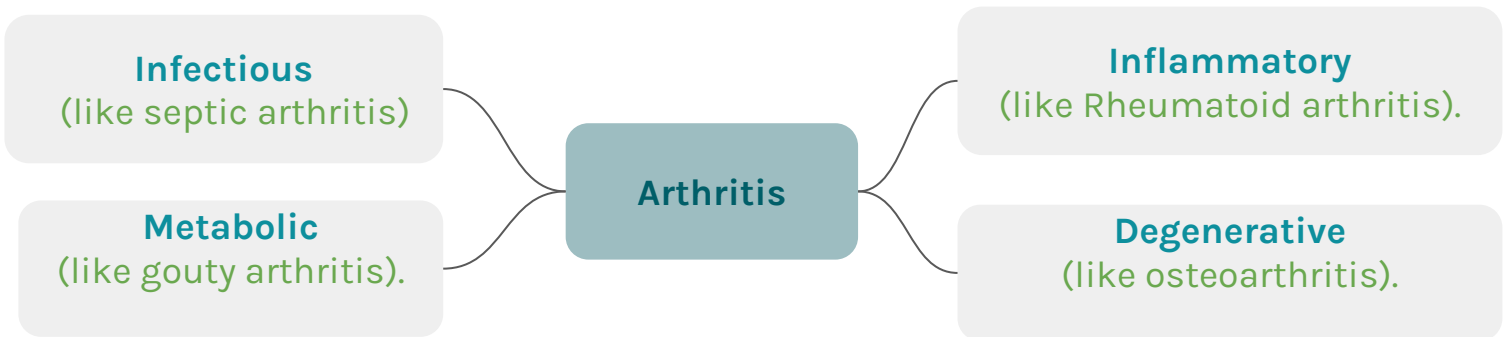 Infectious
(like septic arthritis)
Metabolic
(like gouty arthritis).
Arthritis
Inflammatory
(like Rheumatoid arthritis).
Degenerative
(like osteoarthritis).